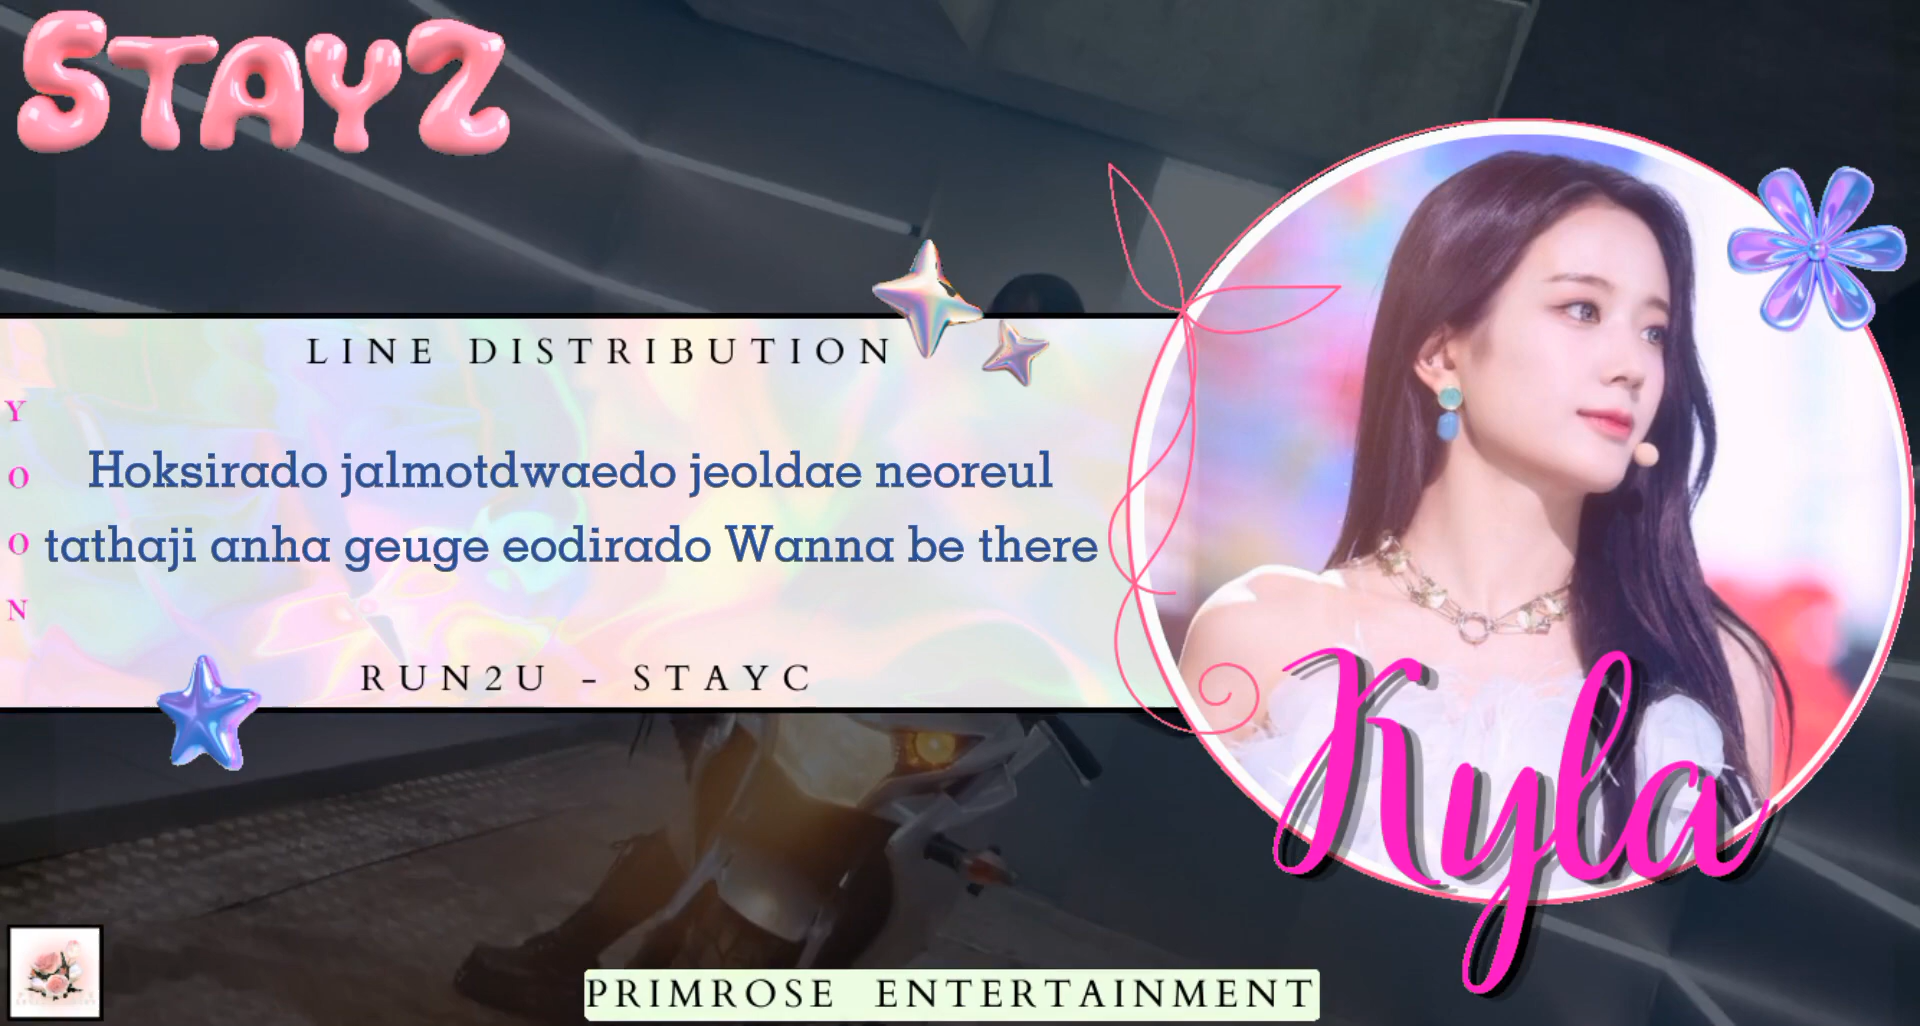 STAYZ
LINE DISTRIBUTION
YOON
Hoksirado jalmotdwaedo jeoldae neoreul
tathaji anha geuge eodirado Wanna be there
RUN2U - STAYC
Kyla
PRIMROSE ENTERTAINMENT